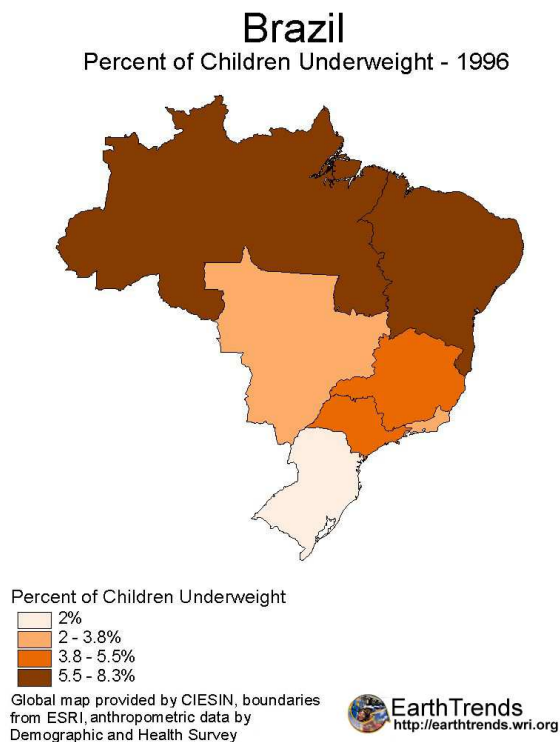 Brazil
Percent of Children Underweight - 1996
Percent of Children Underweight
2%
2 - 3.8%
3.8 - 5.5%
5.5 - 8.3%
Global map provided by CIESIN, boundaries
from ESRI, anthropometric data by
Demographic and Health Survey
EarthTrends
http://earthtrends.wri.org